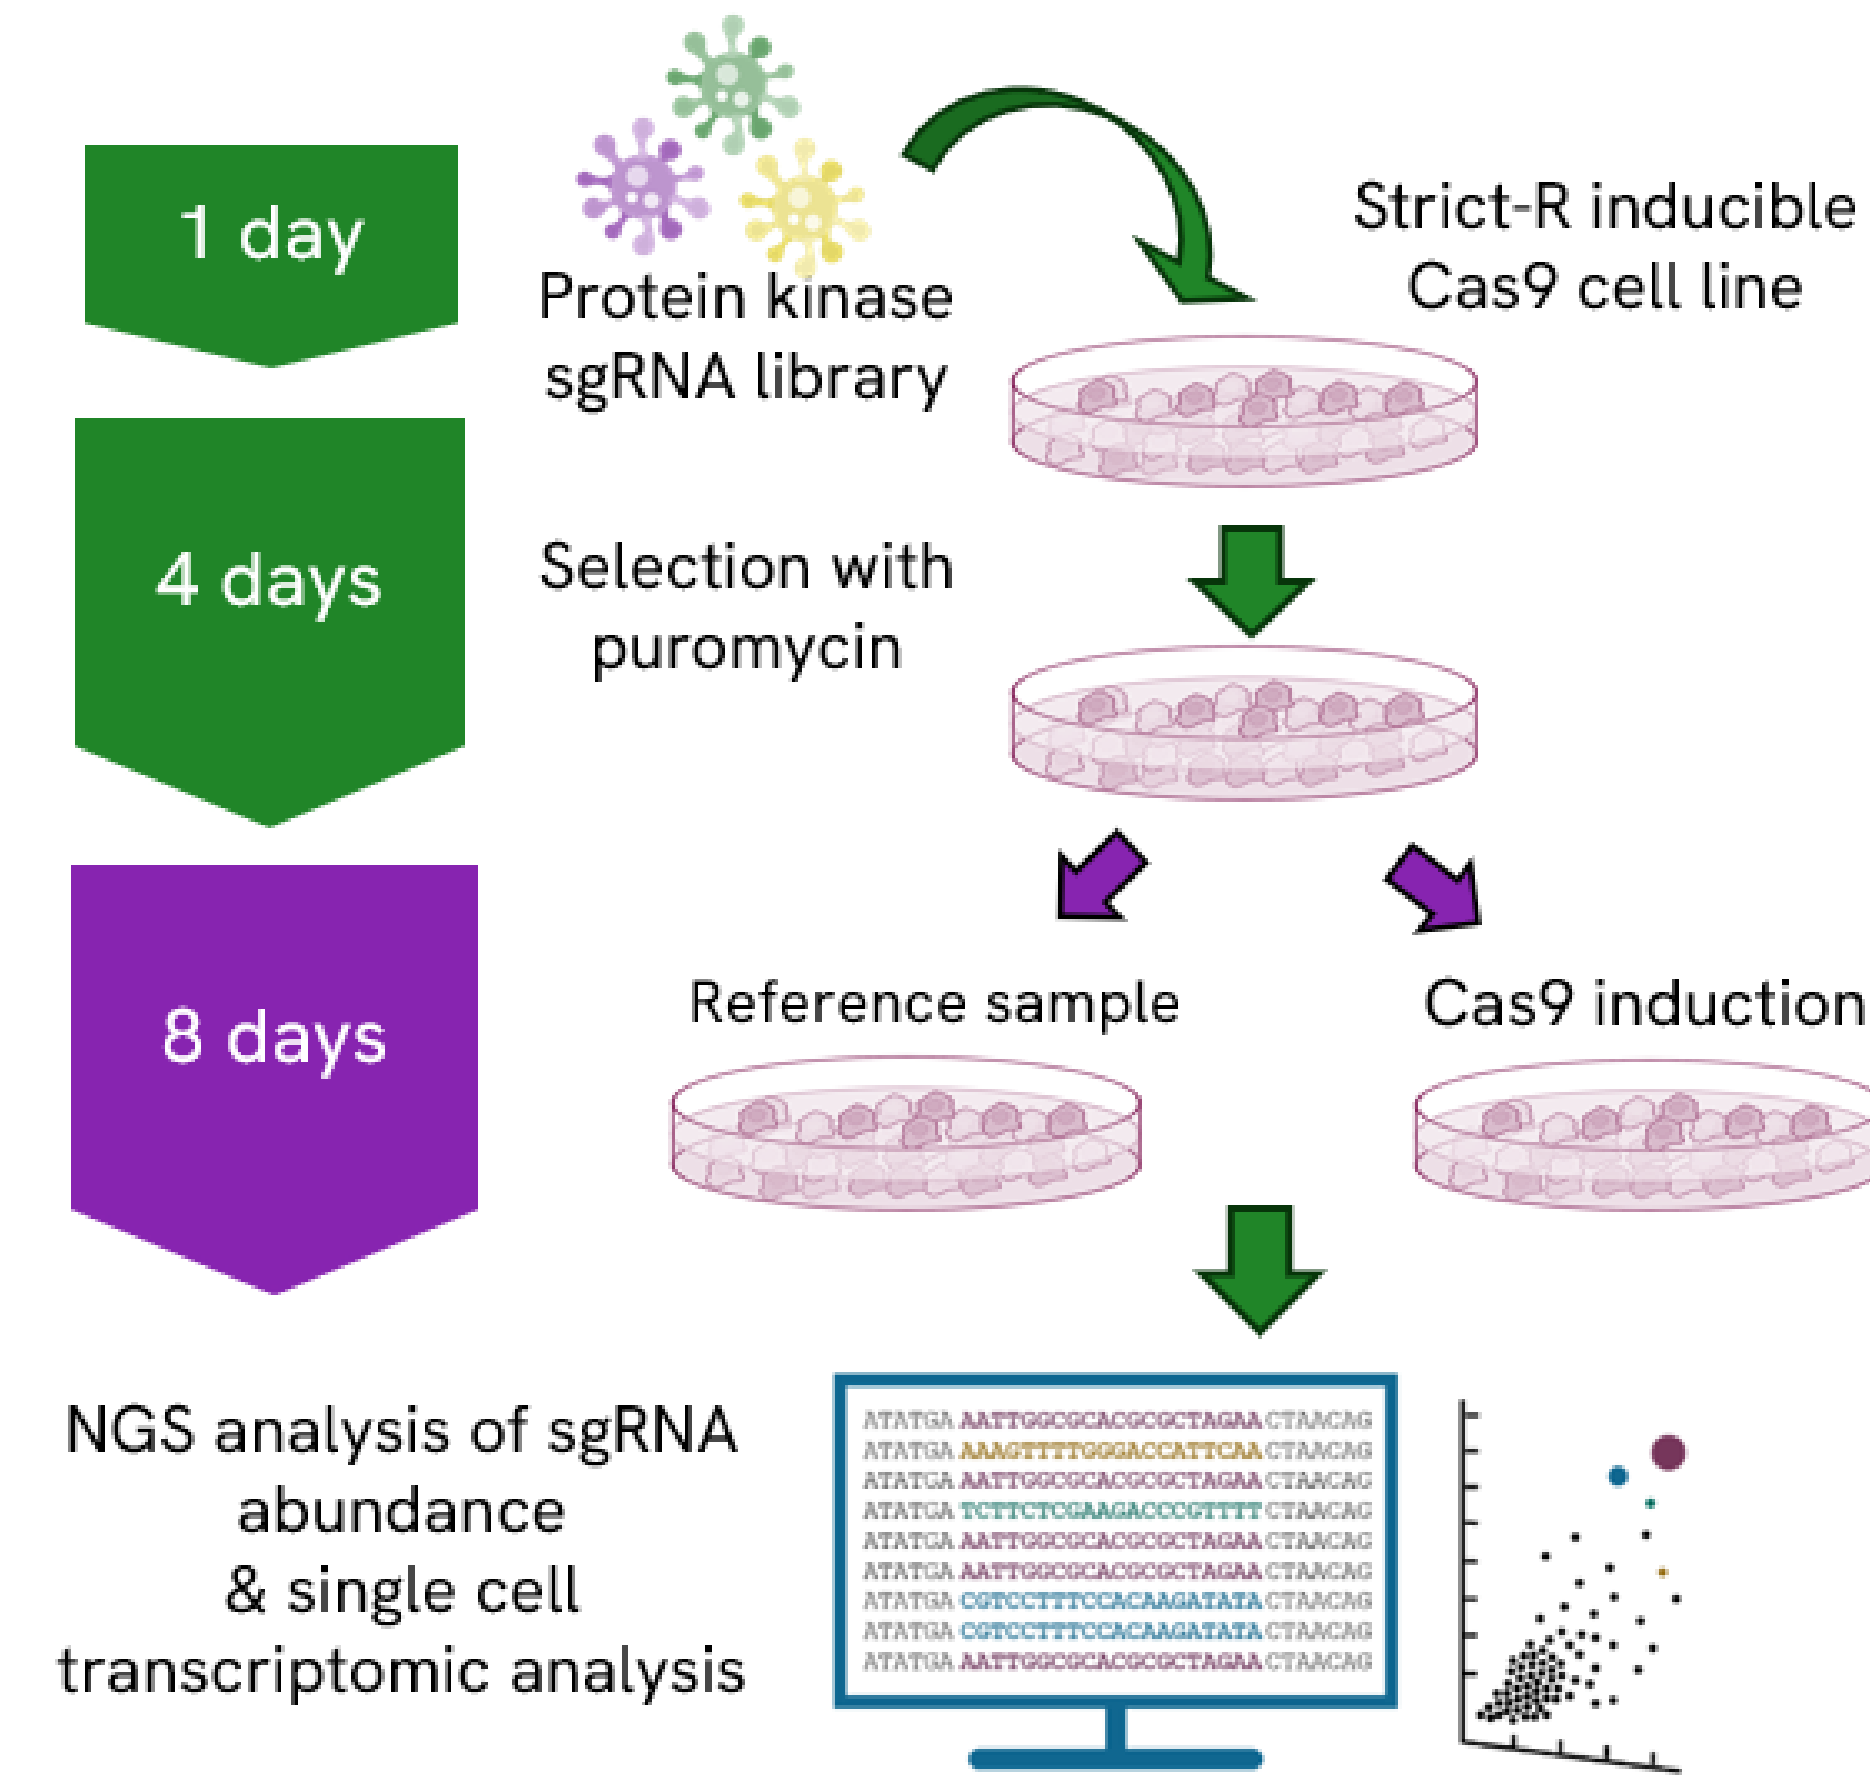 1 day
Protein kinase
sgRNA library
Strict-R inducible
Cas9 cell line
4 days
Selection with
puromycin
8 days
Reference sample
Cas9 induction
NGS analysis of sgRNA
abundance
& single cell
transcriptomic analysis
ATATGA AATTGGCGCACGCGCTAGAA CTAACAG
ATATGA AAAGTTTTGGGACCATTCAA CTAACAG
ATATGA AATTGGCGCACGCGCTAGAA CTAACAG
ATATGA TCTTCTCGAAGACCCGTTTT CTAACAG
ATATGA AATTGGCGCACGCGCTAGAA CTAACAG
ATATGA AATTGGCGCACGCGCTAGAA CTAACAG
ATATGA CGTCCTTTCCACAAGATATA CTAACAG
ATATGA CGTCCTTTCCACAAGATATA CTAACAG
ATATGA AATTGGCGCACGCGCTAGAA CTAACAG